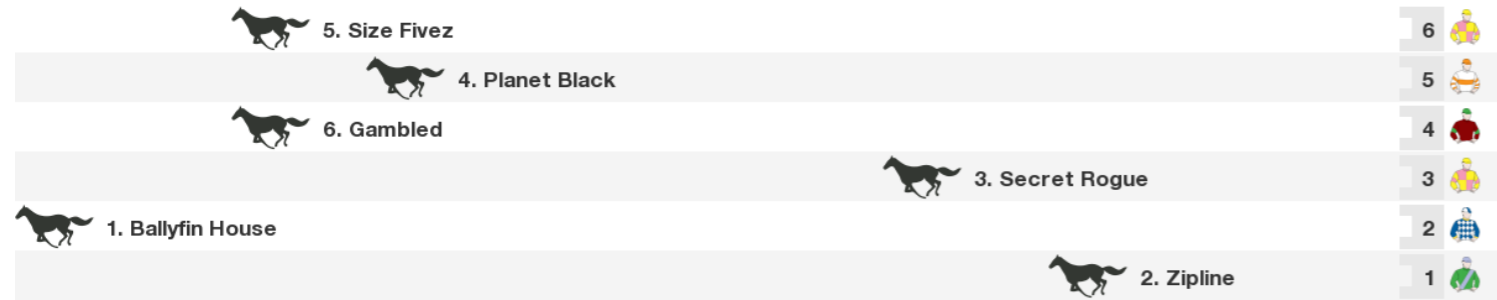 5. Size Fivez 6
4. Planet Black 5
6. Gambled 4
3. Secret Rogue 3
1. Ballyfin House 2
2. Zipline 1